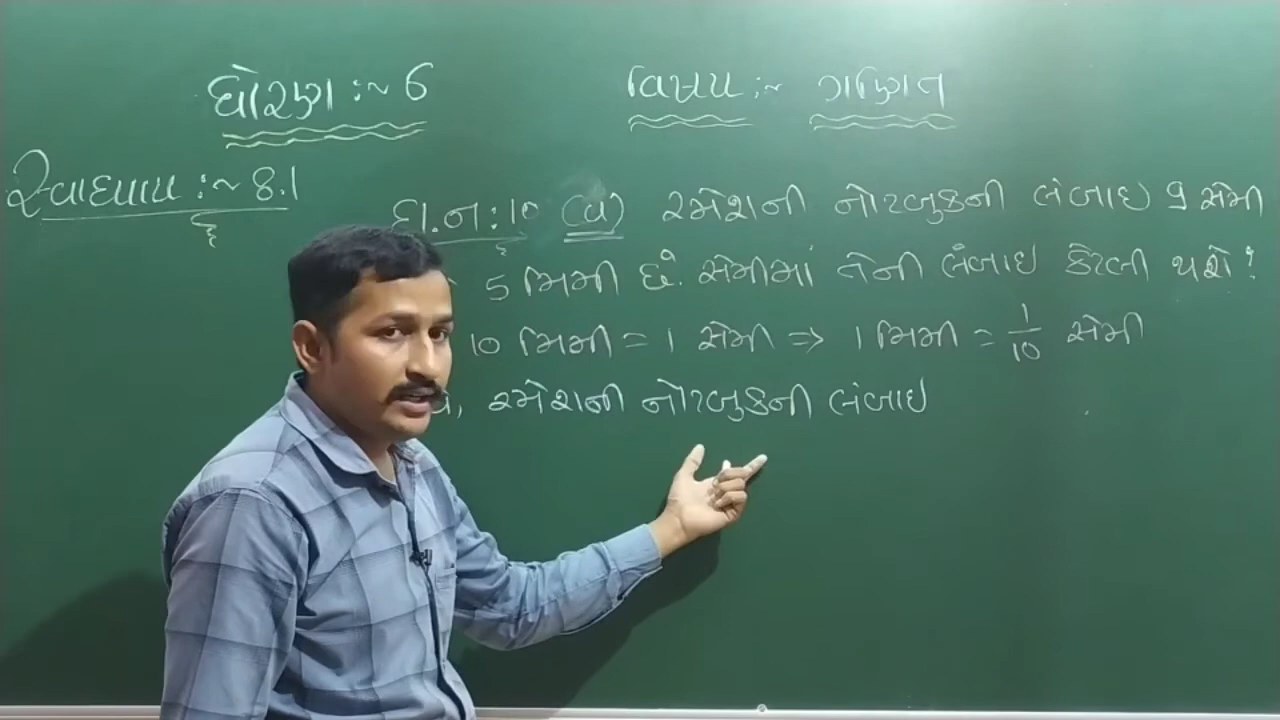 ધોરણ :~ 6
વિષય :~ ગણિત
સ્વાધ્યાય :~ 8.1
દા.ન : 10 (વ) રમેશની નોટબુકની લંબાઇ 9 સેમી
5 મિમી છે. સેમીમાં તેની લંબાઇ કેટલી થશે?
10 મિમી = 1 સેમી ⇒ 1 મિમી = 1/10 સેમી
રમેશની નોટબુકની લંબાઇ